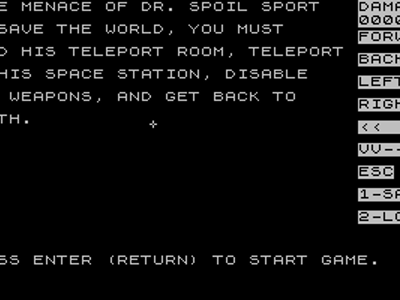 E MENACE OF DR. SPOIL SPORT
SAVE THE WORLD, YOU MUST
D HIS TELEPORT ROOM, TELEPORT
HIS SPACE STATION, DISABLE
WEAPONS, AND GET BACK TO
TH.
SS ENTER (RETURN) TO START GAME.
DAMA
0000
FORW
BACK
LEFT
RIGH
<<
VV--
ESC
1-SA
2-LO